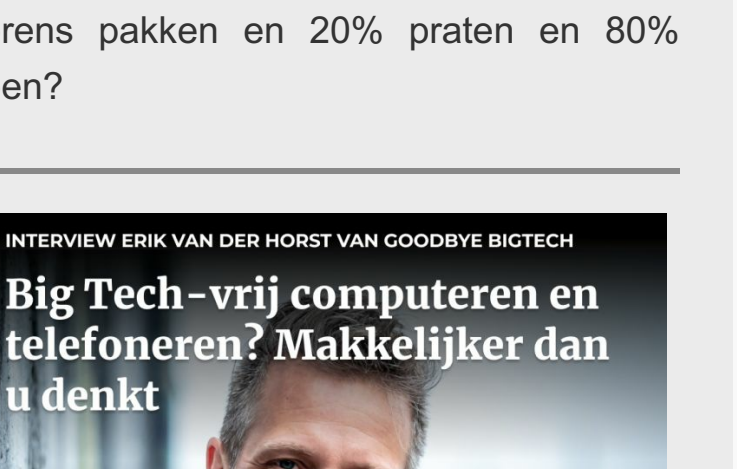 rens pakken en 20% praten en 80%
en?
INTERVIEW ERIK VAN DER HORST VAN GOODBYE BIGTECH
Big Tech-vrij computeren en
telefoneren? Makkelijker dan
u denkt